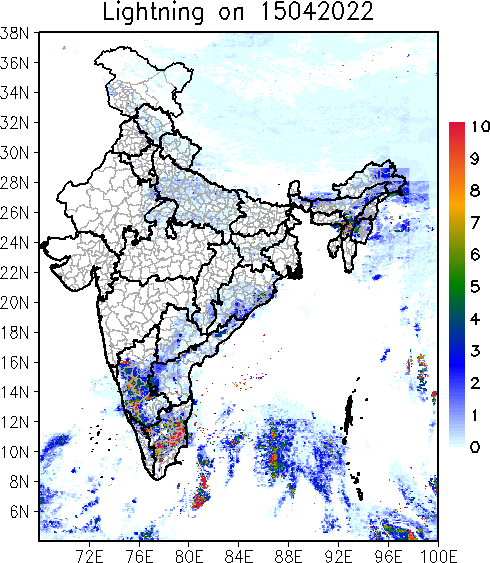 Lightning on 15042022
38N
36N
34N
32N
30N
28N
26N
24N
22N
20N
18N
16N
14N
12N
10N
8N
6N
10
9
8
7
6
5
4
3
2
1
0
72E 76E 80E 84E 88E 92E 96E 100E